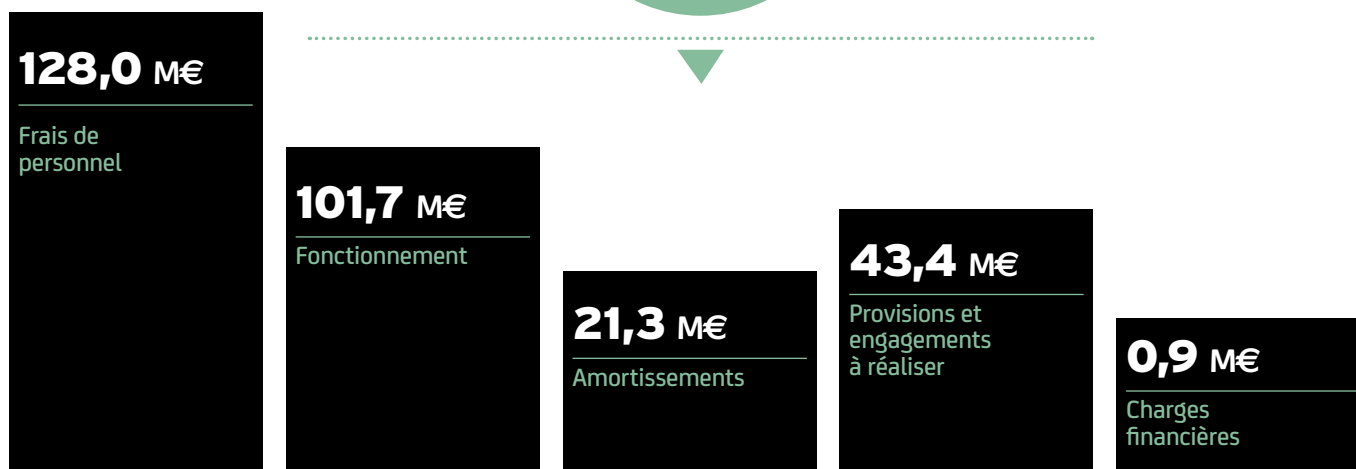 128,0 M€
Frais de
personnel
101,7 M€
Fonctionnement
21,3 M€
Amortissements
43,4 M€
Provisions et
engagements
à réaliser
0,9 M€
Charges
financières